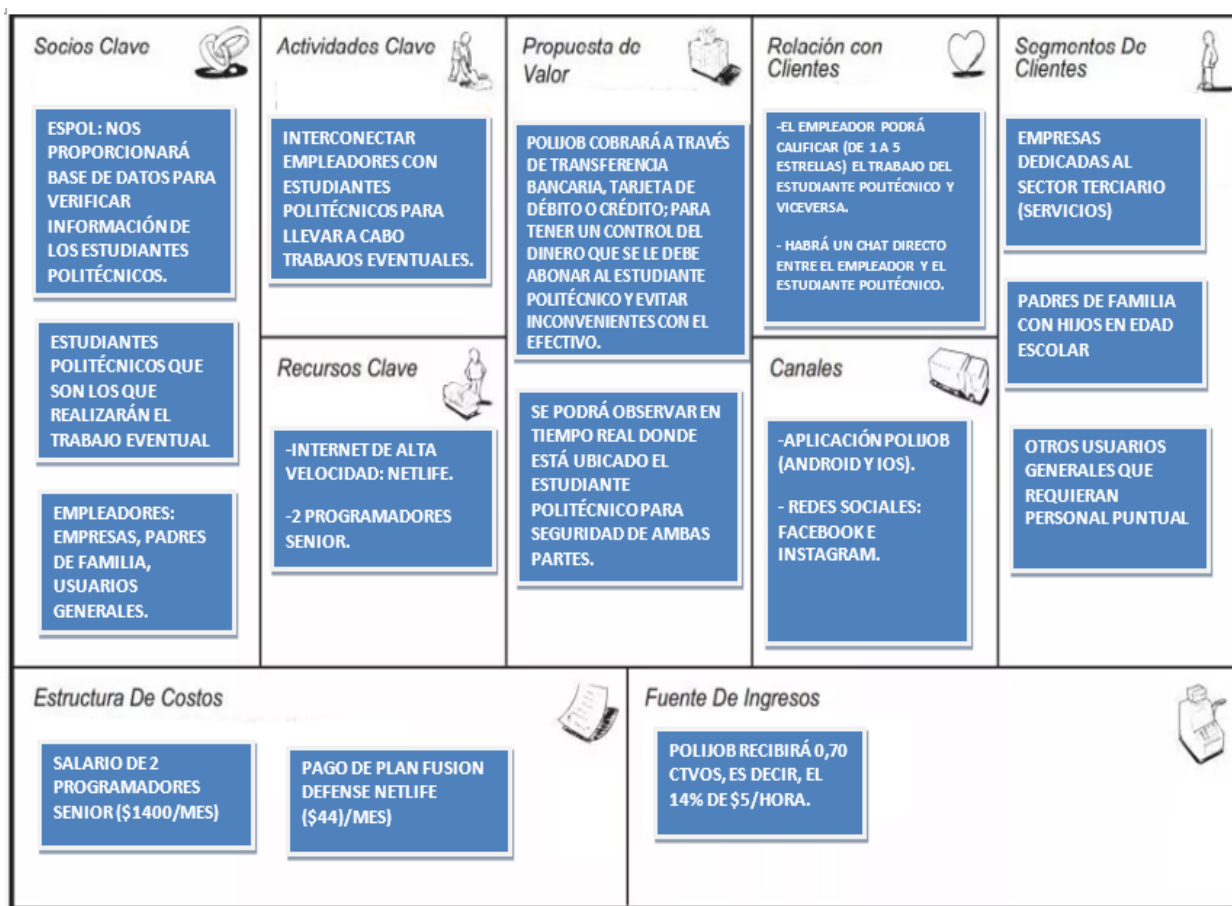 Socios Clave
ESPOL: NOS
PROPORCIONARÁ
BASE DE DATOS PARA
VERIFICAR
INFORMACIÓN DE
LOS ESTUDIANTES
POLITÉCNICOS.
ESTUDIANTES
POLITÉCNICOS QUE
SON LOS QUE
REALIZARÁN EL
TRABAJO EVENTUAL
EMPLEADORES:
EMPRESAS, PADRES
DE FAMILIA,
USUARIOS
GENERALES.
Actividades Clave
INTERCONECTAR
EMPLEADORES CON
ESTUDIANTES
POLITÉCNICOS PARA
LLEVAR A CABO
TRABAJOS EVENTUALES.
Recursos Clave
-INTERNET DE ALTA
VELOCIDAD: NETLIFE.
-2 PROGRAMADORES
SENIOR.
Propuesta de
Valor
POLIJOB COBRARÁ A TRAVÉS
DE TRANSFERENCIA
BANCARIA, TARJETA DE
DÉBITO O CRÉDITO; PARA
TENER UN CONTROL DEL
DINERO QUE SE LE DEBE
ABONAR AL ESTUDIANTE
POLITÉCNICO Y EVITAR
INCONVENIENTES CON EL
EFECTIVO.
SE PODRÁ OBSERVAR EN
TIEMPO REAL DONDE
ESTÁ UBICADO EL
ESTUDIANTE
POLITÉCNICO PARA
SEGURIDAD DE AMBAS
PARTES.
Relación con
Clientes
-EL EMPLEADOR PODRÁ
CALIFICAR (DE 1 A 5
ESTRELLAS) EL TRABAJO DEL
ESTUDIANTE POLITÉCNICO Y
VICEVERSA.
- HABRÁ UN CHAT DIRECTO
ENTRE EL EMPLEADOR Y EL
ESTUDIANTE POLITÉCNICO.
Canales
-APLICACIÓN POLIJOB
(ANDROID Y IOS).
- REDES SOCIALES:
FACEBOOK E
INSTAGRAM.
Segmentos De
Clientes
EMPRESAS
DEDICADAS AL
SECTOR TERCIARIO
(SERVICIOS)
PADRES DE FAMILIA
CON HIJOS EN EDAD
ESCOLAR
OTROS USUARIOS
GENERALES QUE
REQUIERAN
PERSONAL PUNTUAL
Estructura De Costos
SALARIO DE 2
PROGRAMADORES
SENIOR ($1400/MES)
PAGO DE PLAN FUSION
DEFENSE NETLIFE
($44)/MES)
Fuente De Ingresos
POLIJOB RECIBIRÁ 0,70
CTVOS, ES DECIR, EL
14% DE $5/HORA.